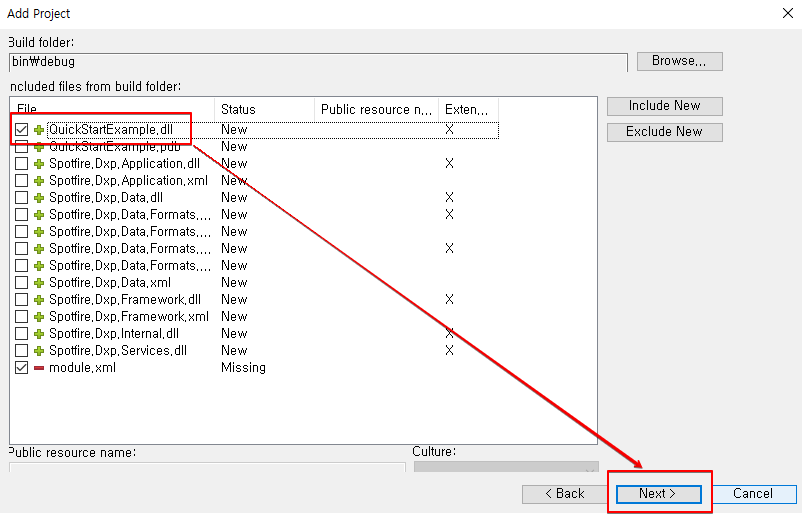 Add Project
Build folder:
bin₩debug
Browse...
Included files from build folder:
File Status Public resource n... Exten...
QuickStartExample.dll New X
QuickStartExample.pdb New
Spotfire.Dxp.Application.dll New X
Spotfire.Dxp.Application.xml New
Spotfire.Dxp.Data.dll New X
Spotfire.Dxp.Data.Formats.... New X
Spotfire.Dxp.Data.Formats.... New
Spotfire.Dxp.Data.Formats.... New X
Spotfire.Dxp.Data.Formats.... New
Spotfire.Dxp.Data.xml New
Spotfire.Dxp.Framework.dll New X
Spotfire.Dxp.Framework.xml New
Spotfire.Dxp.Internal.dll New X
Spotfire.Dxp.Services.dll New X
module.xml Missing
Include New
Exclude New
Public resource name:
Culture:
< Back
Next >
Cancel